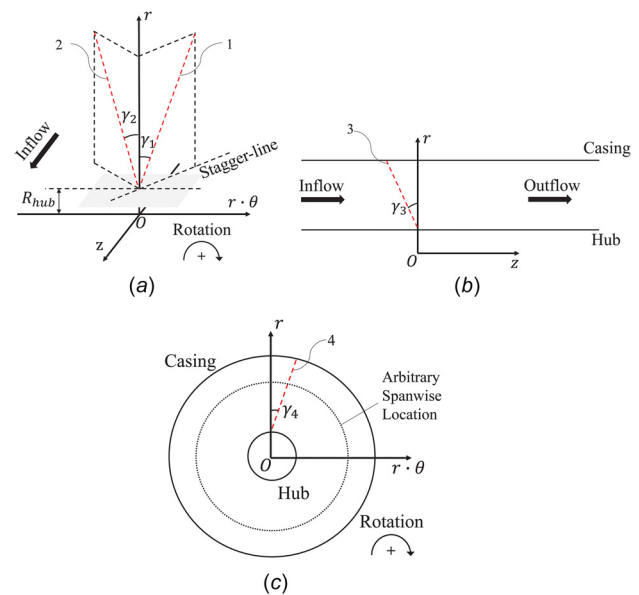 r
2
1
γ₂
γ₁
Inflow
Stagger-line
R_hub
O
r · θ
z
Rotation
+
(a)
r
3
Casing
Inflow
Outflow
γ₃
Hub
O
z
(b)
r
4
Casing
Arbitrary
Spanwise
Location
γ₄
O
r · θ
Hub
Rotation
+
(c)